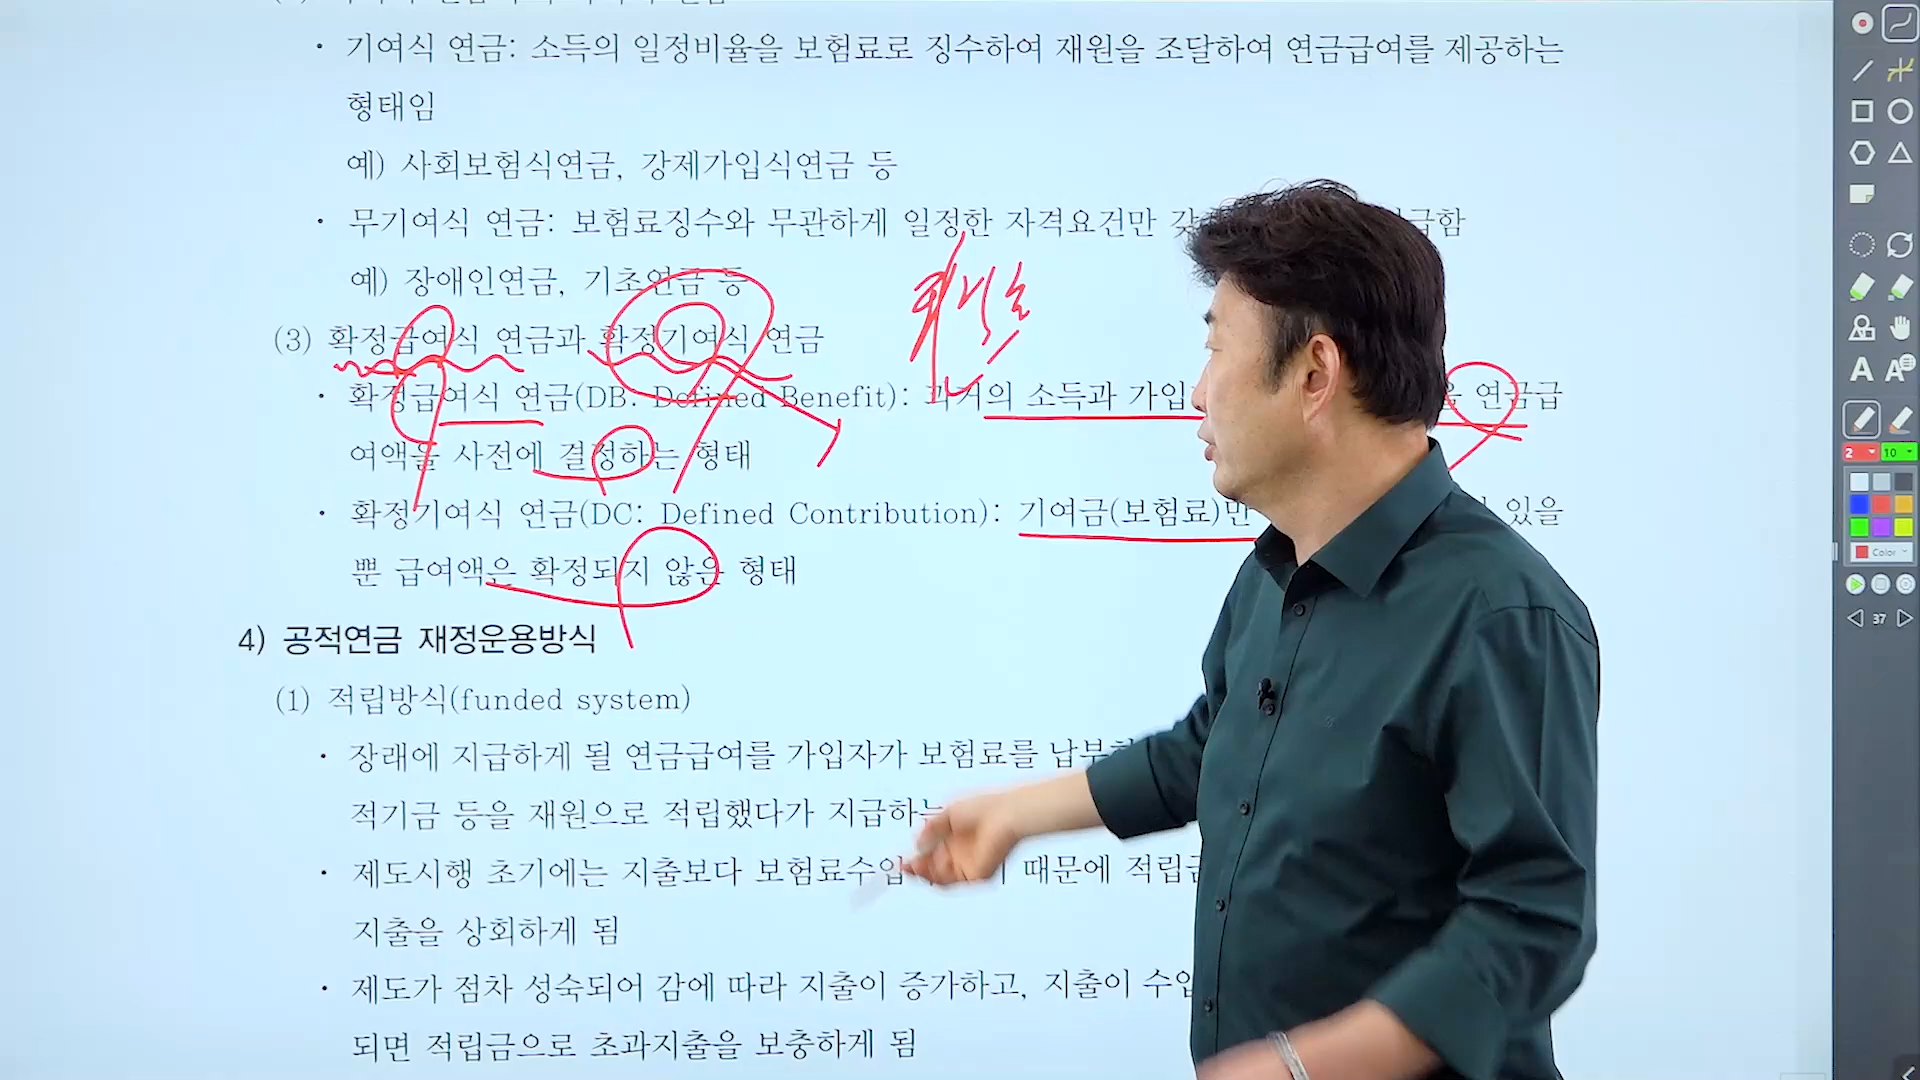 · 기여식 연금: 소득의 일정비율을 보험료로 징수하여 재원을 조달하여 연금급여를 제공하는
형태임
예) 사회보험식연금, 강제가입식연금 등
· 무기여식 연금: 보험료징수와 무관하게 일정한 자격요건만 갖 급함
예) 장애인연금, 기초연금 등
(3) 확정급여식 연금과 확정기여식 연금
· 확정급여식 연금(DB: Defined Benefit): 과거의 소득과 가입 연금급
여액을 사전에 결정하는 형태
· 확정기여식 연금(DC: Defined Contribution): 기여금(보험료)만 있을
뿐 급여액은 확정되지 않은 형태
4) 공적연금 재정운용방식
(1) 적립방식(funded system)
· 장래에 지급하게 될 연금급여를 가입자가 보험료를 납부하
적기금 등을 재원으로 적립했다가 지급하는
· 제도시행 초기에는 지출보다 보험료수입 때문에 적립금
지출을 상회하게 됨
· 제도가 점차 성숙되어 감에 따라 지출이 증가하고, 지출이 수입
되면 적립금으로 초과지출을 보충하게 됨
A A
2 10
Color
37